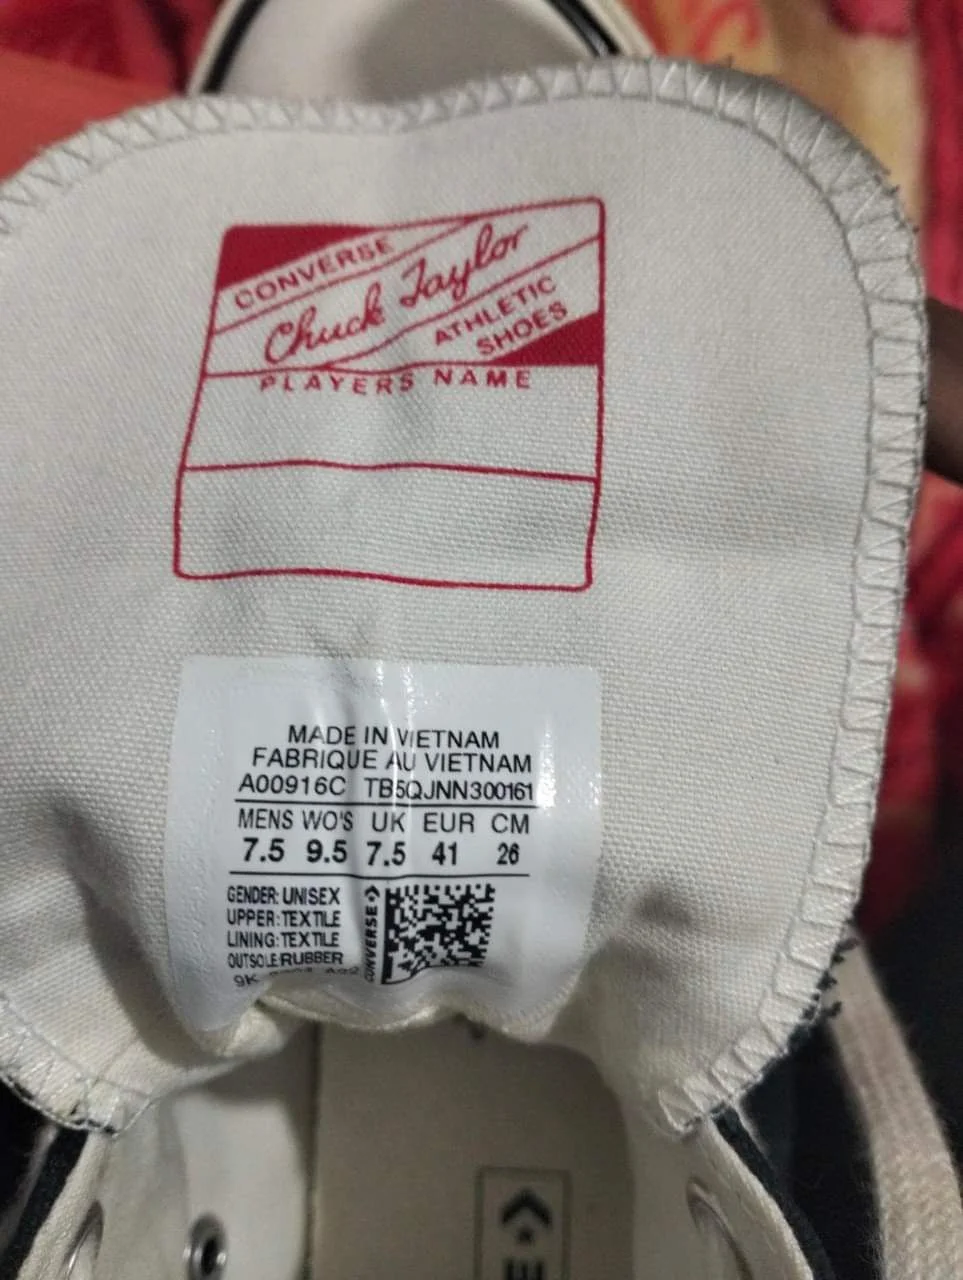 CONVERSE
Chuck Taylor
ATHLETIC
SHOES
PLAYERS NAME
MADE IN VIETNAM
FABRIQUE AU VIETNAM
A00916C TB5QJNN300161
MENS WO'S UK EUR CM
7.5 9.5 7.5 41 26
GENDER: UNISEX
UPPER: TEXTILE
LINING: TEXTILE
OUTSOLE: RUBBER
9K
CONVERSE